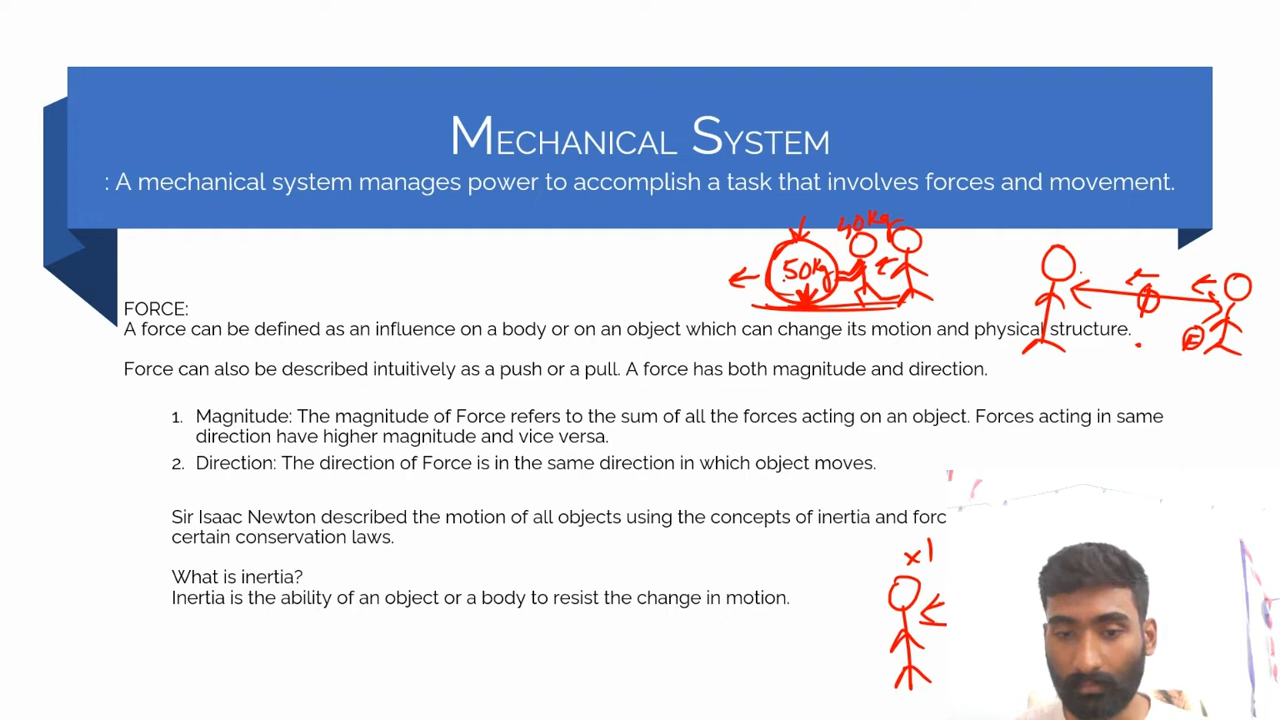 MECHANICAL SYSTEM
: A mechanical system manages power to accomplish a task that involves forces and movement.
40kg
50kg
FORCE:
A force can be defined as an influence on a body or on an object which can change its motion and physical structure.
E
Force can also be described intuitively as a push or a pull. A force has both magnitude and direction.
1. Magnitude: The magnitude of Force refers to the sum of all the forces acting on an object. Forces acting in same
direction have higher magnitude and vice versa.
2. Direction: The direction of Force is in the same direction in which object moves.
Sir Isaac Newton described the motion of all objects using the concepts of inertia and forc
certain conservation laws.
x1
What is inertia?
Inertia is the ability of an object or a body to resist the change in motion.